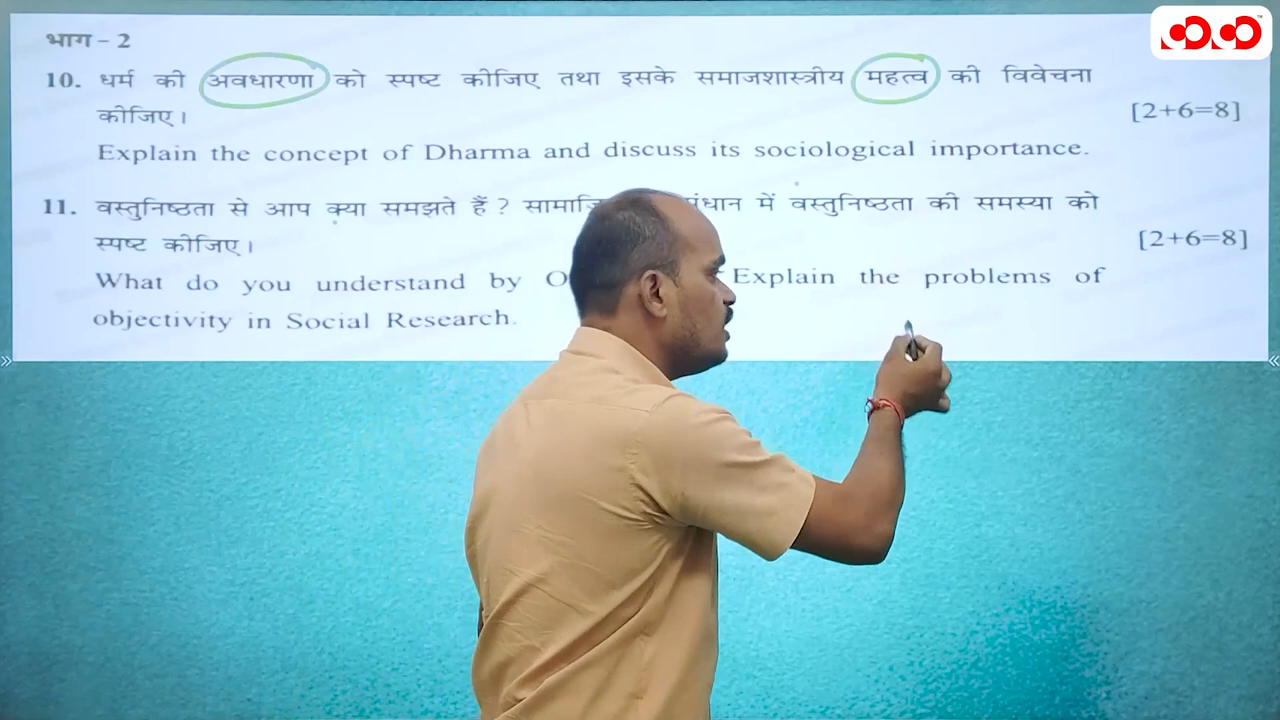 भाग – 2
10. धर्म की अवधारणा को स्पष्ट कीजिए तथा इसके समाजशास्त्रीय महत्व की विवेचना
कीजिए। [2+6=8]
Explain the concept of Dharma and discuss its sociological importance.
11. वस्तुनिष्ठता से आप क्या समझते हैं ? में वस्तुनिष्ठता की समस्या को
स्पष्ट कीजिए। [2+6=8]
What do you understand by Explain the problems of
objectivity in Social Research.